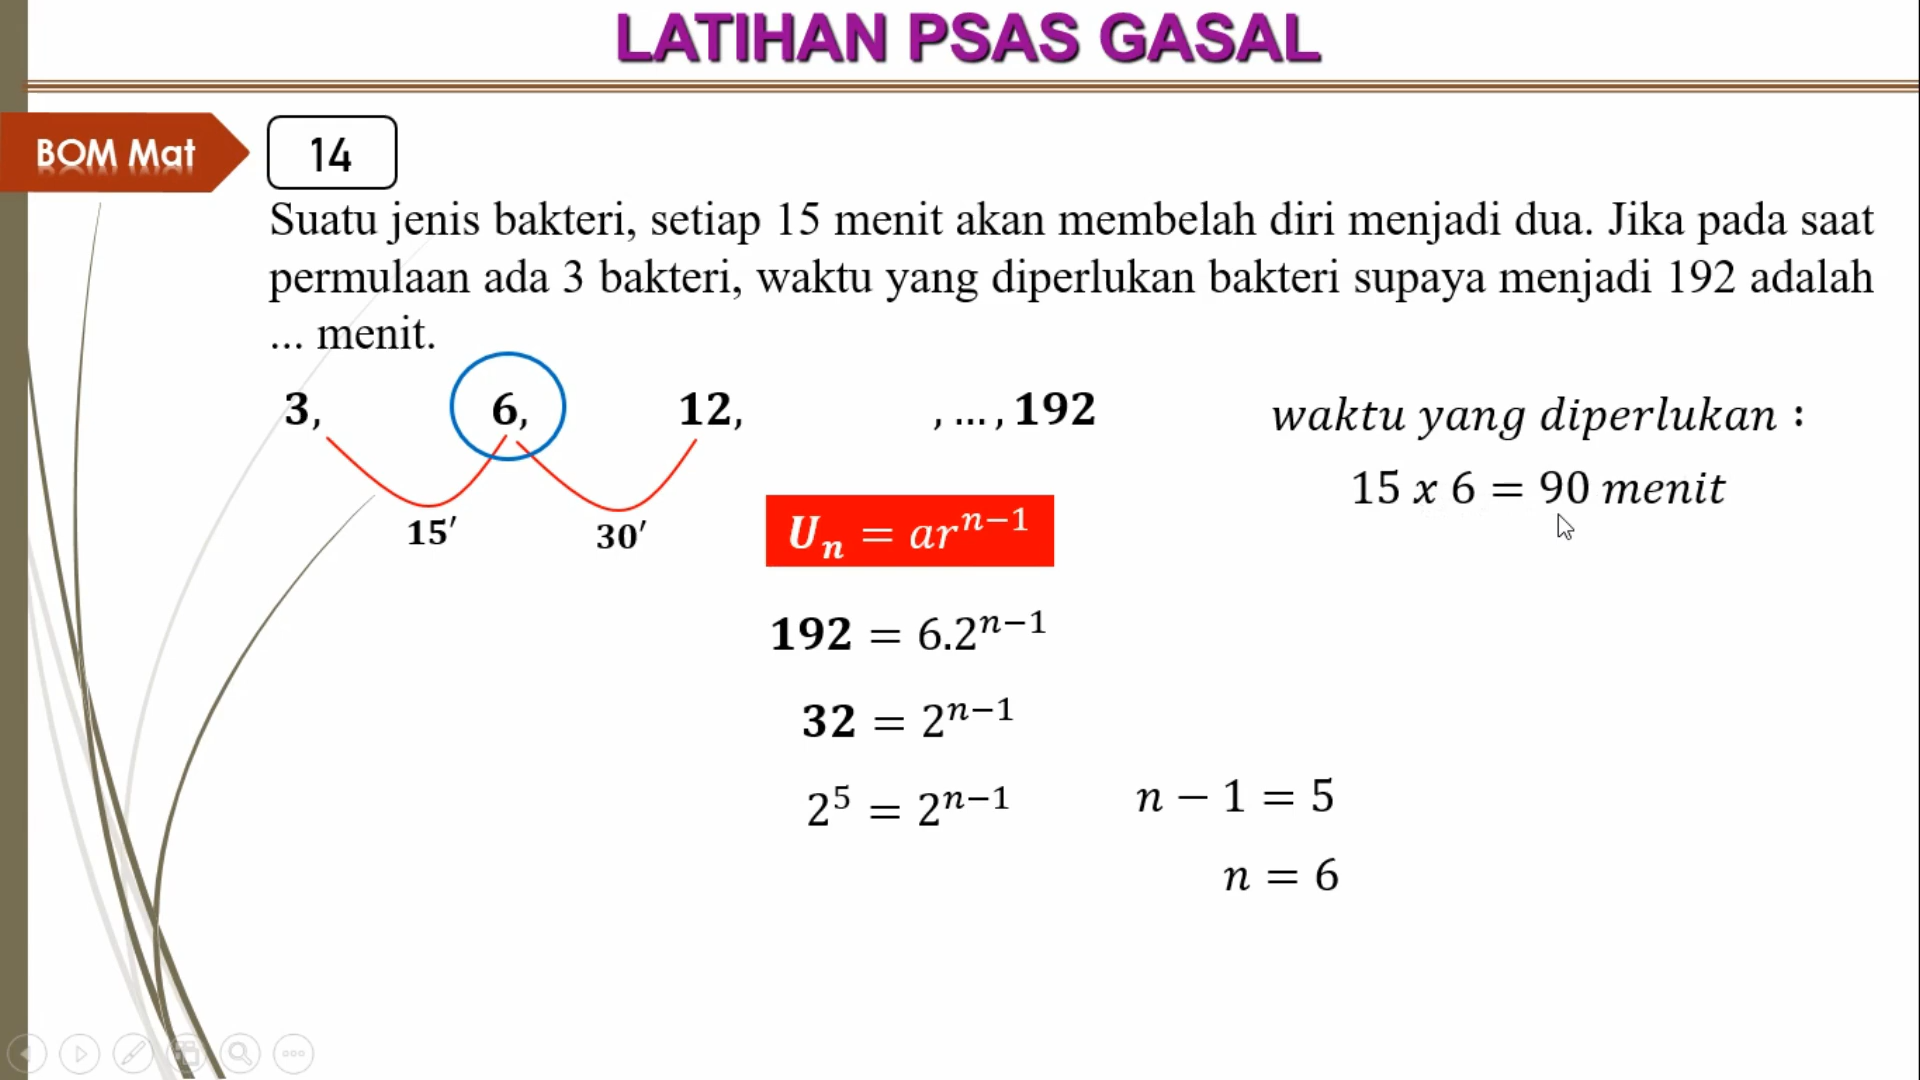 LATIHAN PSAS GASAL
BOM Mat
14
Suatu jenis bakteri, setiap 15 menit akan membelah diri menjadi dua. Jika pada saat
permulaan ada 3 bakteri, waktu yang diperlukan bakteri supaya menjadi 192 adalah
... menit.
3, 6, 12, , ... , 192
15′ 30′
Uₙ = arⁿ⁻¹
192 = 6.2ⁿ⁻¹
32 = 2ⁿ⁻¹
2⁵ = 2ⁿ⁻¹
n − 1 = 5
n = 6
waktu yang diperlukan :
15 x 6 = 90 menit